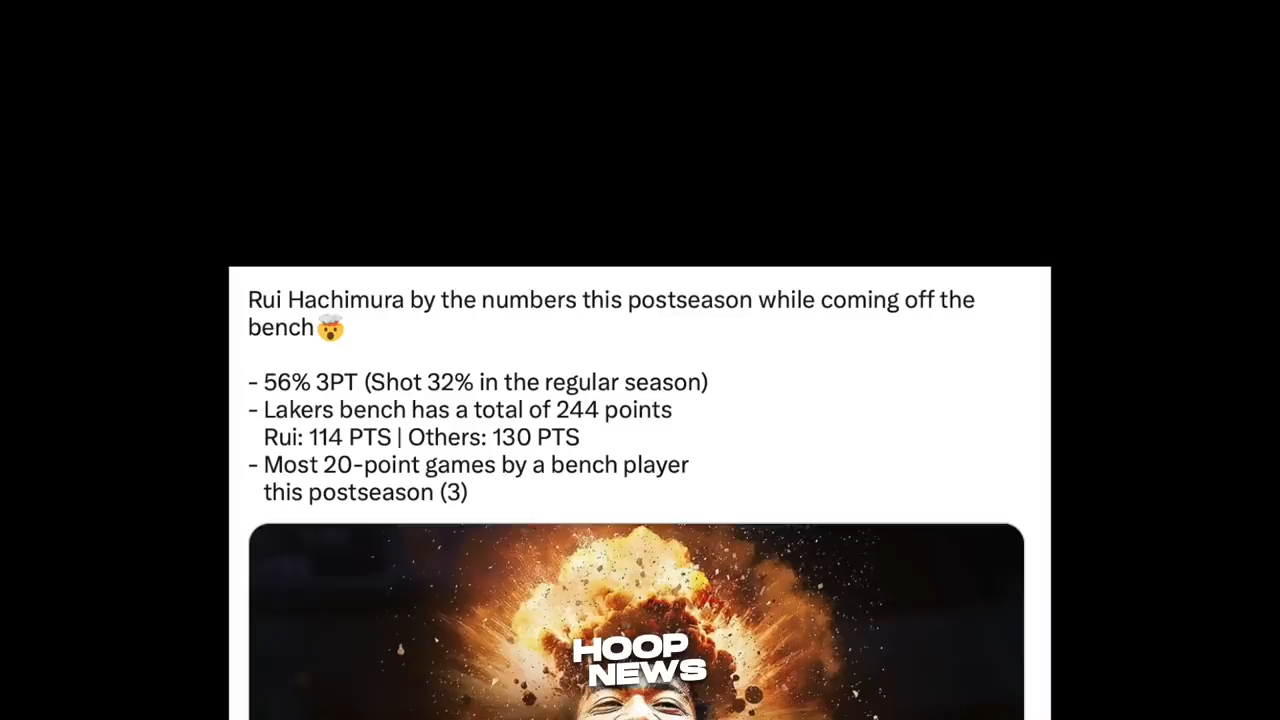 Rui Hachimura by the numbers this postseason while coming off the
bench🤯
- 56% 3PT (Shot 32% in the regular season)
- Lakers bench has a total of 244 points
Rui: 114 PTS | Others: 130 PTS
- Most 20-point games by a bench player
this postseason (3)
HOOP
NEWS